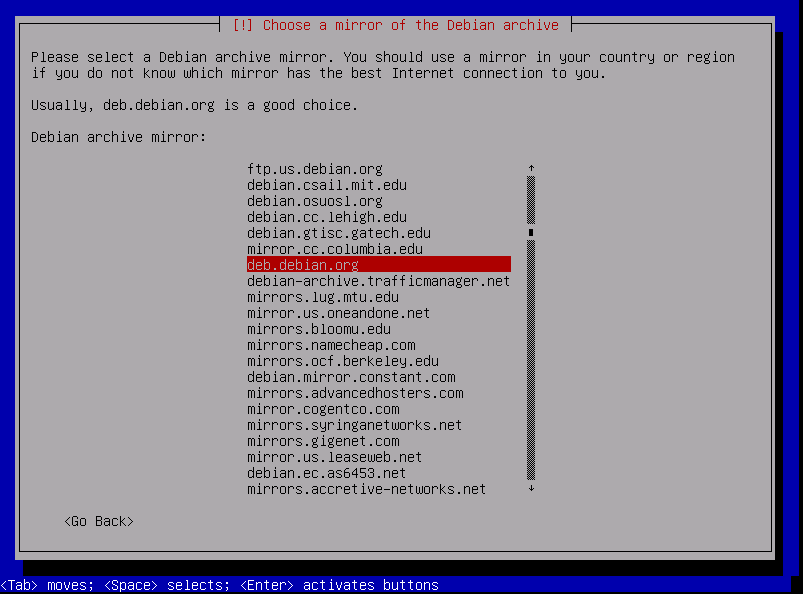 [!] Choose a mirror of the Debian archive
Please select a Debian archive mirror. You should use a mirror in your country or region
if you do not know which mirror has the best Internet connection to you.
Usually, deb.debian.org is a good choice.
Debian archive mirror:
ftp.us.debian.org
debian.csail.mit.edu
debian.osuosl.org
debian.cc.lehigh.edu
debian.gtisc.gatech.edu
mirror.cc.columbia.edu
deb.debian.org
debian-archive.trafficmanager.net
mirrors.lug.mtu.edu
mirror.us.oneandone.net
mirrors.bloomu.edu
mirrors.namecheap.com
mirrors.ocf.berkeley.edu
debian.mirror.constant.com
mirrors.advancedhosters.com
mirror.cogentco.com
mirrors.syringanetworks.net
mirrors.gigenet.com
mirror.us.leaseweb.net
debian.ec.as6453.net
mirrors.accretive-networks.net
<Go Back>
<Tab> moves; <Space> selects; <Enter> activates buttons